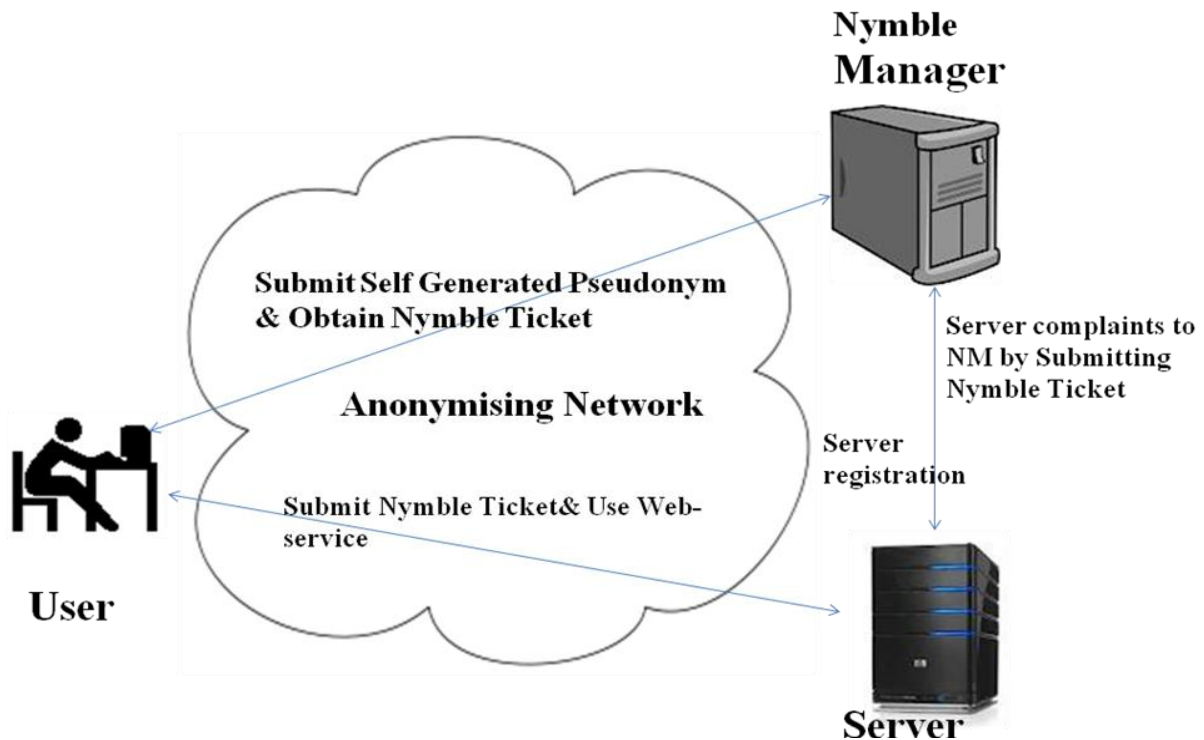 Nymble
Manager
Submit Self Generated Pseudonym
& Obtain Nymble Ticket
Server complaints to
NM by Submitting
Nymble Ticket
Anonymising Network
Server
registration
Submit Nymble Ticket& Use Web-
service
User
Server